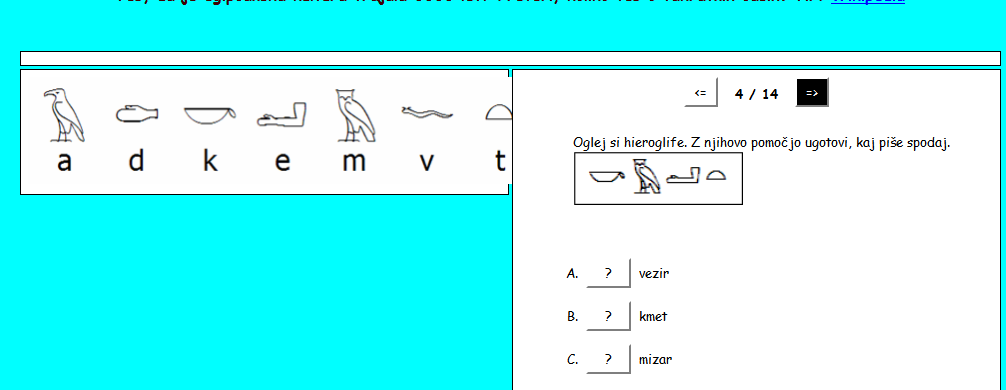 a d k e m v t
<= 4 / 14 =>
Oglej si hieroglife. Z njihovo pomočjo ugotovi, kaj piše spodaj.
A. ? vezir
B. ? kmet
C. ? mizar